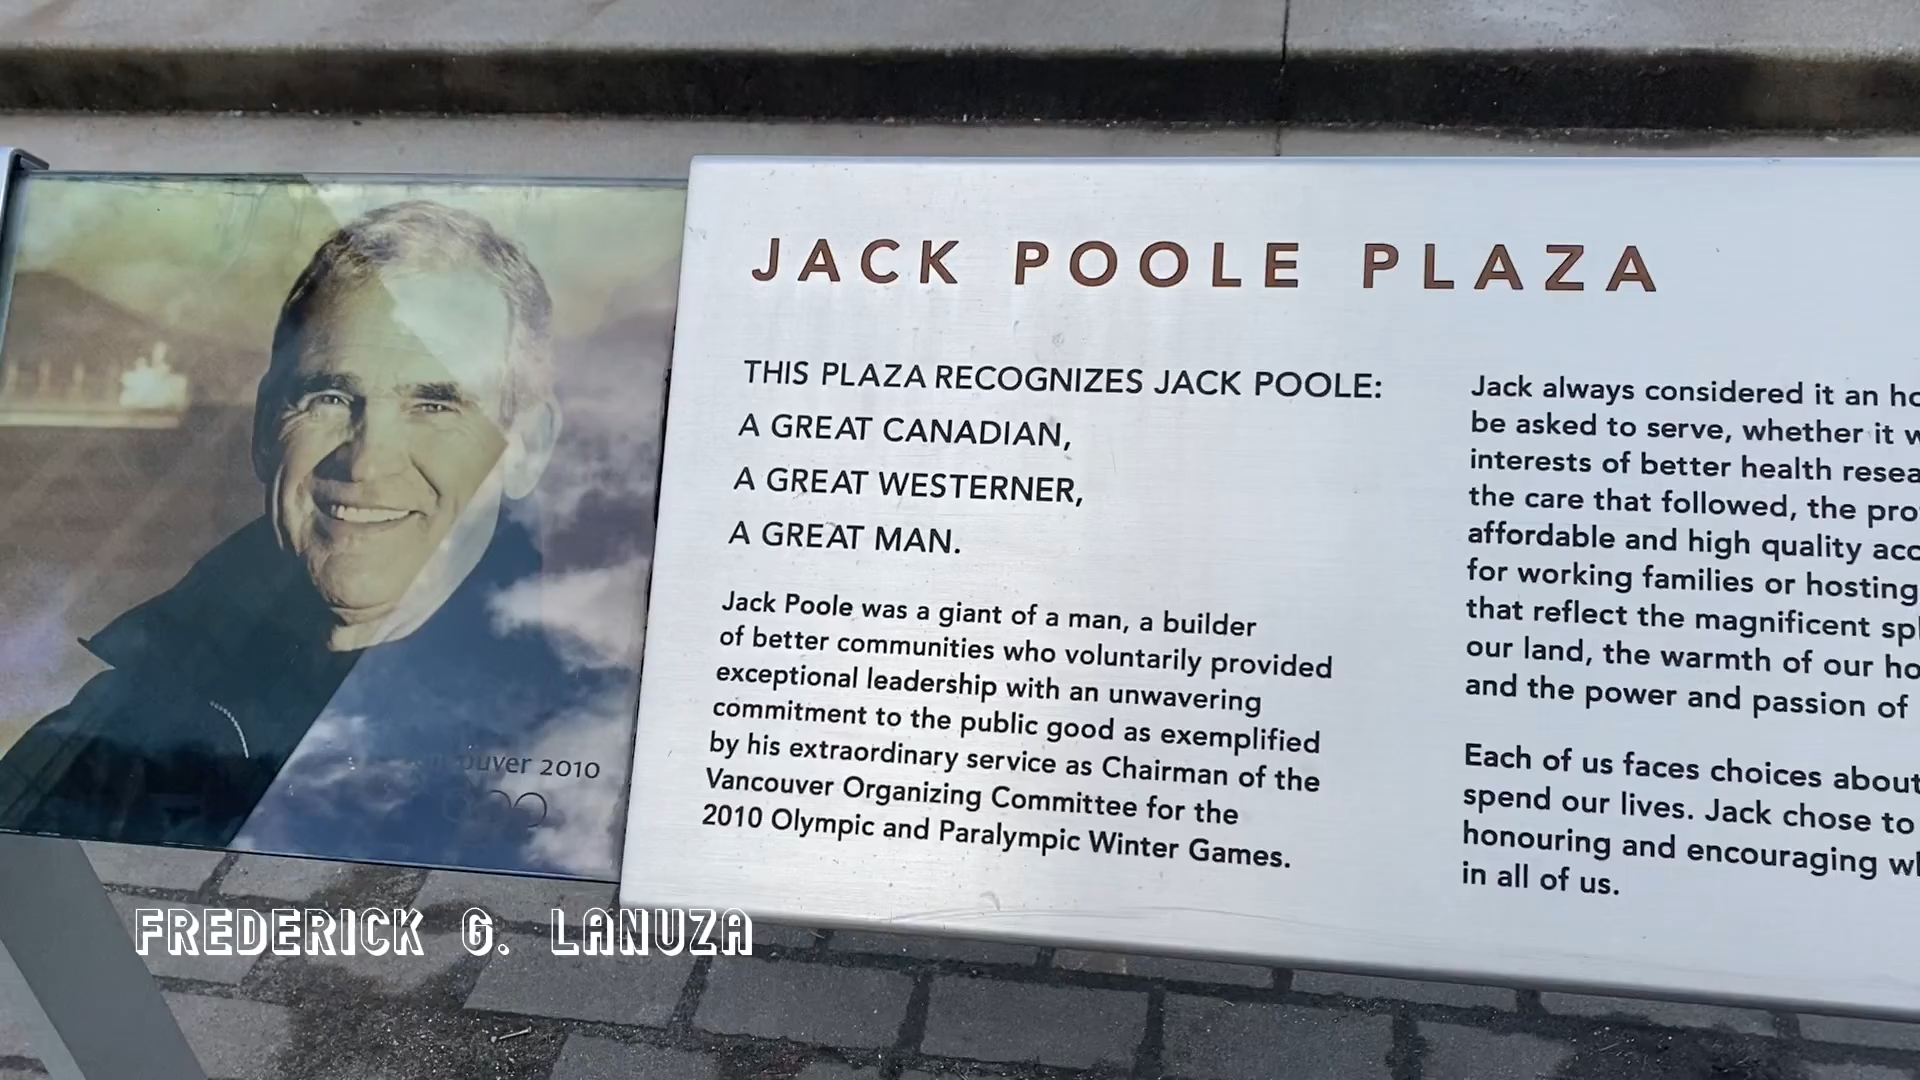 JACK POOLE PLAZA
THIS PLAZA RECOGNIZES JACK POOLE:
A GREAT CANADIAN,
A GREAT WESTERNER,
A GREAT MAN.
Jack Poole was a giant of a man, a builder
of better communities who voluntarily provided
exceptional leadership with an unwavering
commitment to the public good as exemplified
by his extraordinary service as Chairman of the
Vancouver Organizing Committee for the
2010 Olympic and Paralympic Winter Games.
Jack always considered it an
be asked to serve, whether it
interests of better health
the care that followed, the
affordable and high quality
for working families or hosting
that reflect the magnificent
our land, the warmth of our
and the power and passion of
Each of us faces choices about
spend our lives. Jack chose to
honouring and encouraging
in all of us.
2010
FREDERICK G. LANUZA